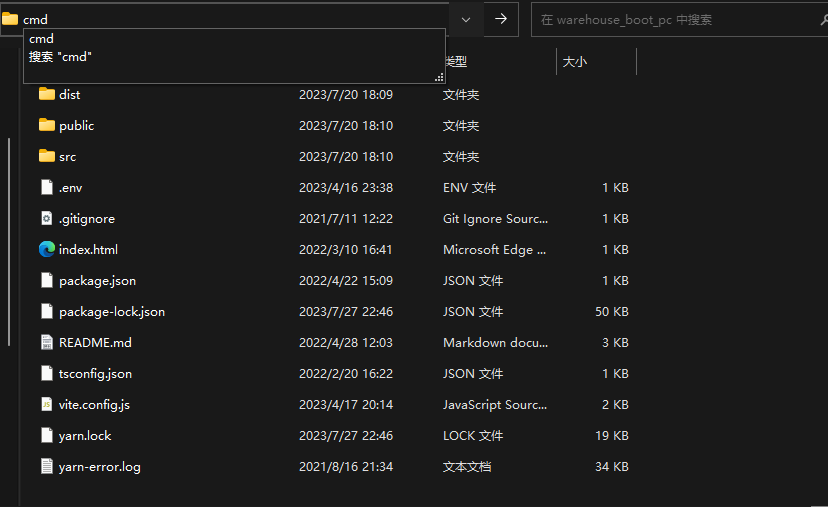 cmd
在 warehouse_boot_pc 中搜索
cmd
搜索 "cmd"
类型 大小
dist 2023/7/20 18:09 文件夹
public 2023/7/20 18:10 文件夹
src 2023/7/20 18:10 文件夹
.env 2023/4/16 23:38 ENV 文件 1 KB
.gitignore 2021/7/11 12:22 Git Ignore Sourc... 1 KB
index.html 2022/3/10 16:41 Microsoft Edge ... 1 KB
package.json 2022/4/22 15:09 JSON 文件 1 KB
package-lock.json 2023/7/27 22:46 JSON 文件 50 KB
README.md 2022/4/28 12:03 Markdown docu... 3 KB
tsconfig.json 2022/2/20 16:22 JSON 文件 1 KB
vite.config.js 2023/4/17 20:14 JavaScript Sourc... 2 KB
yarn.lock 2023/7/27 22:46 LOCK 文件 19 KB
yarn-error.log 2021/8/16 21:34 文本文档 34 KB